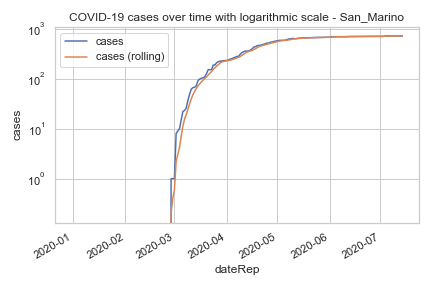 COVID-19 cases over time with logarithmic scale - San_Marino
cases
cases (rolling)
10³
10²
10¹
10⁰
cases
2020-01
2020-02
2020-03
2020-04
2020-05
2020-06
2020-07
dateRep